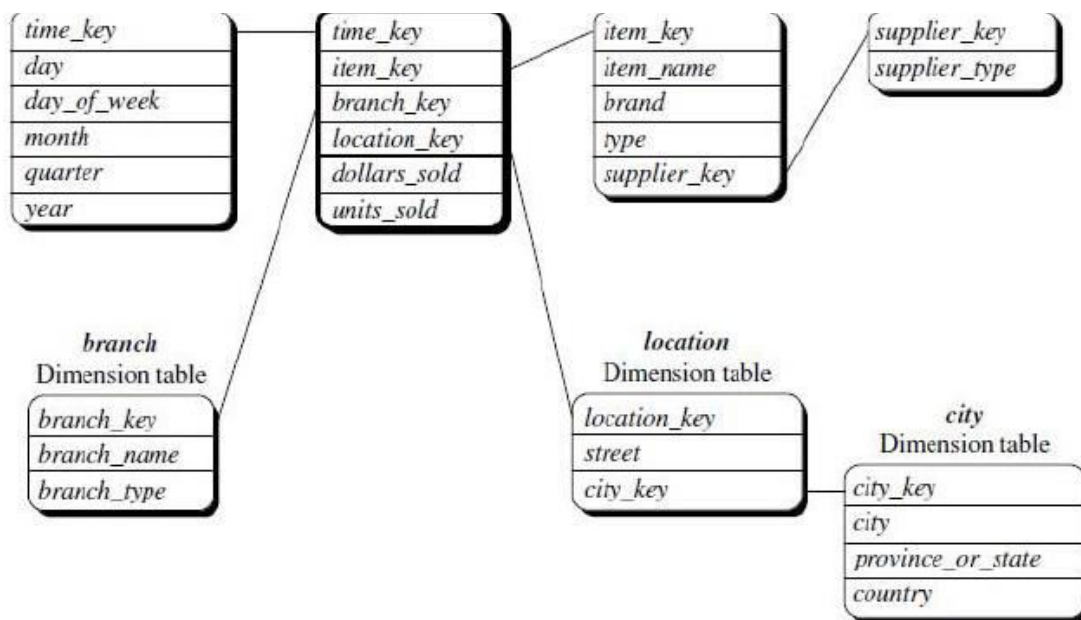 time_key
day
day_of_week
month
quarter
year
time_key
item_key
branch_key
location_key
dollars_sold
units_sold
item_key
item_name
brand
type
supplier_key
supplier_key
supplier_type
branch
Dimension table
branch_key
branch_name
branch_type
location
Dimension table
location_key
street
city_key
city
Dimension table
city_key
city
province_or_state
country